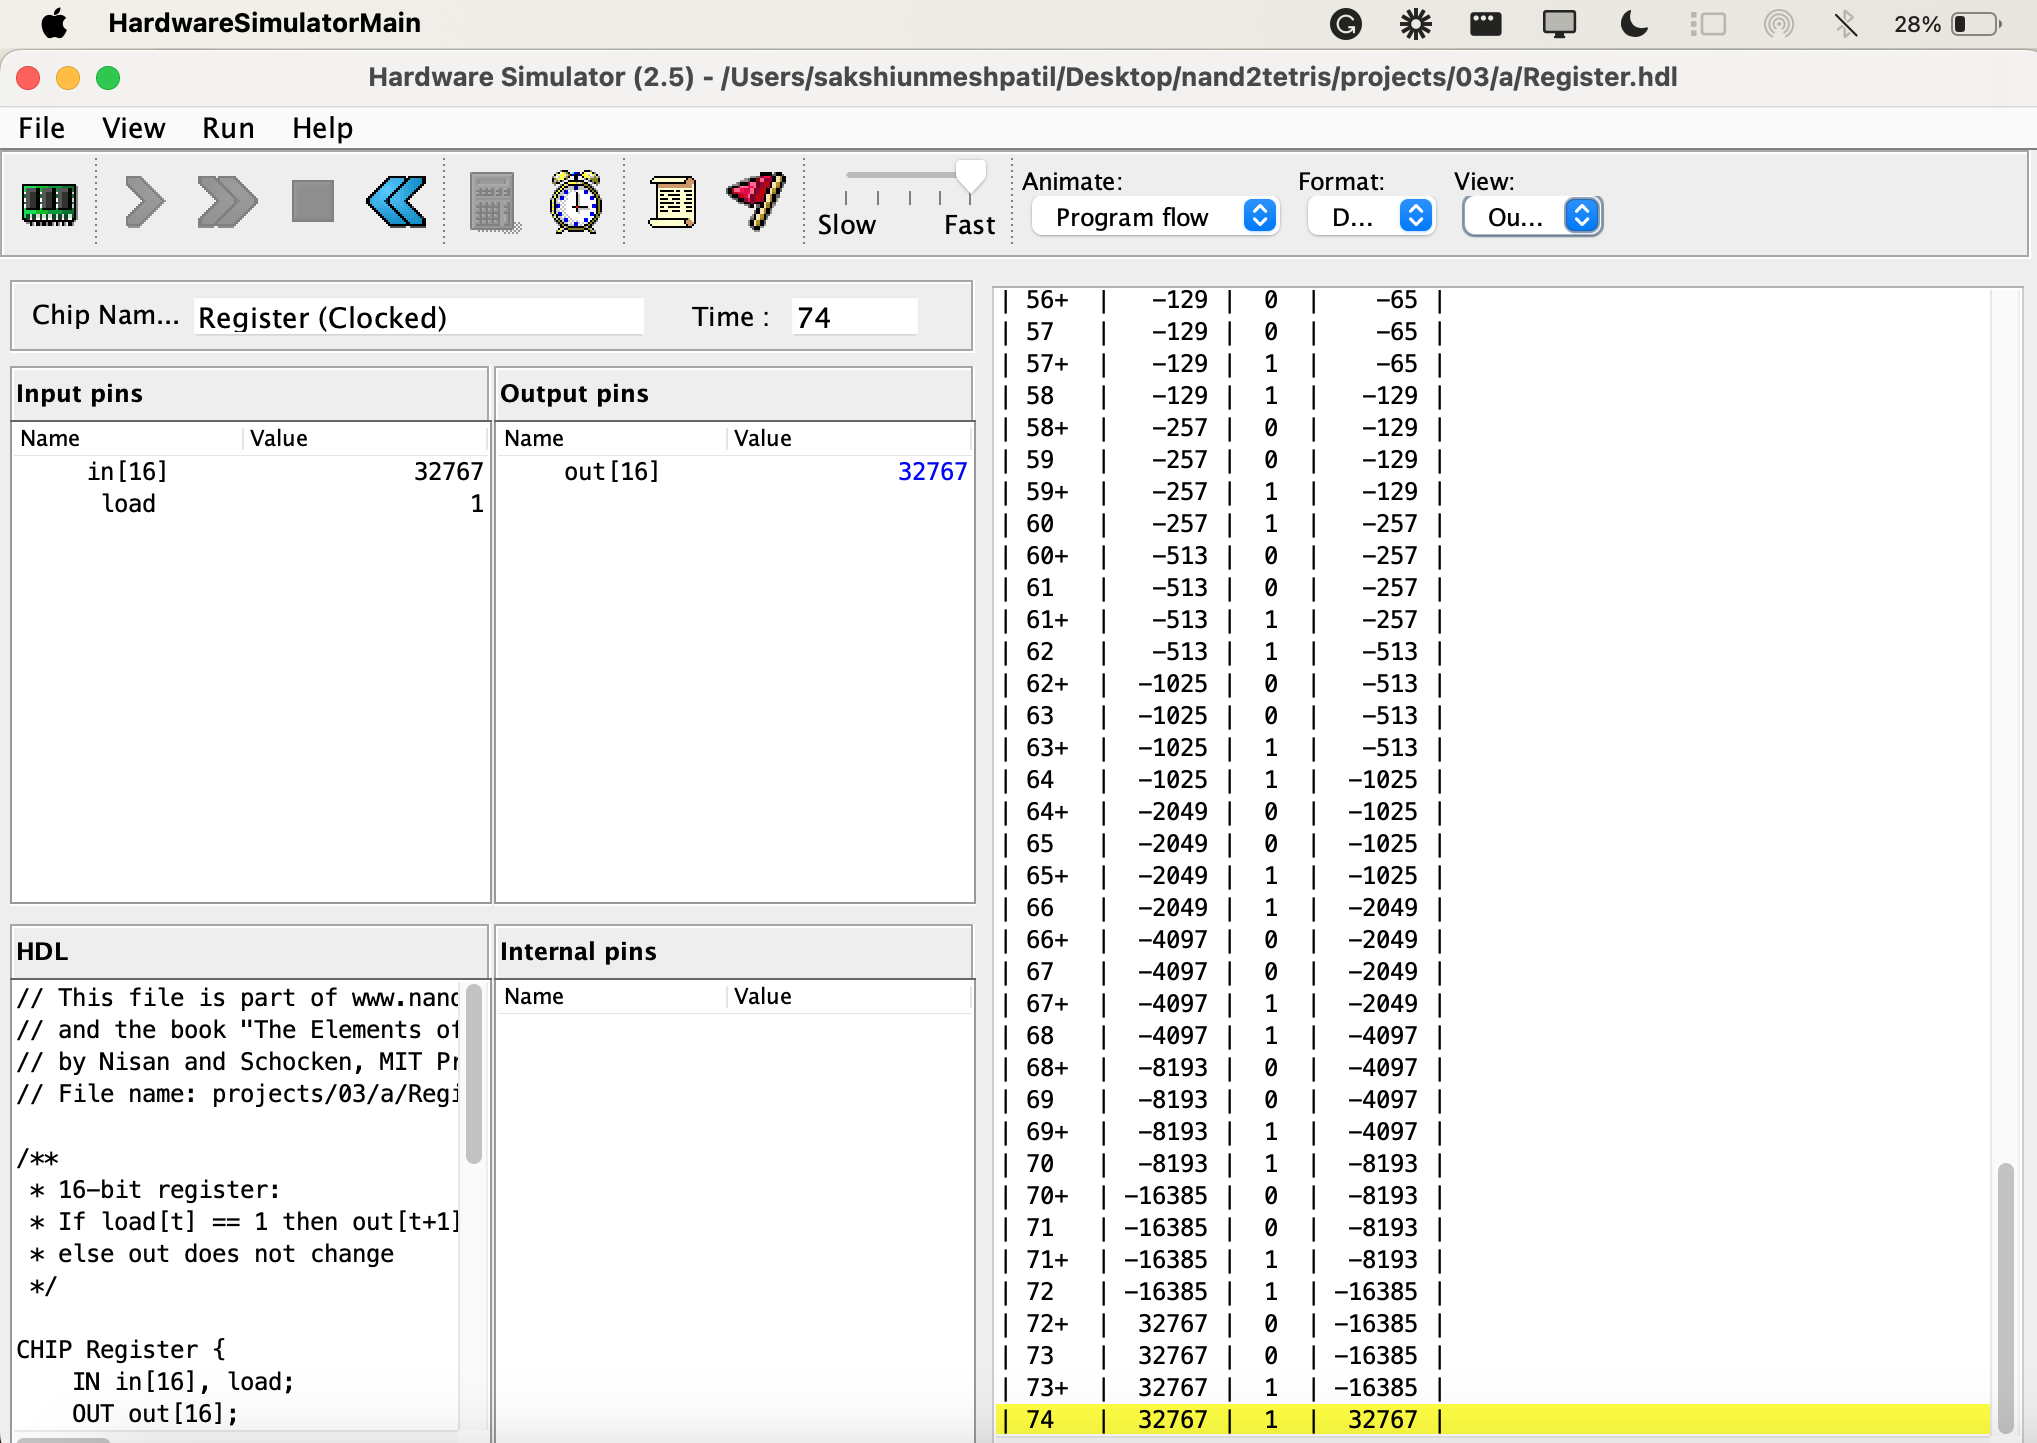 HardwareSimulatorMain
28%
Hardware Simulator (2.5) - /Users/sakshiunmeshpatil/Desktop/nand2tetris/projects/03/a/Register.hdl
File View Run Help
Animate: Format: View:
Slow Fast Program flow D... Ou...
Chip Nam... Register (Clocked) Time : 74
Input pins
Name Value
in[16] 32767
load 1
Output pins
Name Value
out[16] 32767
HDL
// This file is part of www.nand
// and the book "The Elements of
// by Nisan and Schocken, MIT Pr
// File name: projects/03/a/Regi
/**
* 16-bit register:
* If load[t] == 1 then out[t+1]
* else out does not change
*/
CHIP Register {
IN in[16], load;
OUT out[16];
Internal pins
Name Value
| 56+ | -129 | 0 | -65 |
| 57 | -129 | 0 | -65 |
| 57+ | -129 | 1 | -65 |
| 58 | -129 | 1 | -129 |
| 58+ | -257 | 0 | -129 |
| 59 | -257 | 0 | -129 |
| 59+ | -257 | 1 | -129 |
| 60 | -257 | 1 | -257 |
| 60+ | -513 | 0 | -257 |
| 61 | -513 | 0 | -257 |
| 61+ | -513 | 1 | -257 |
| 62 | -513 | 1 | -513 |
| 62+ | -1025 | 0 | -513 |
| 63 | -1025 | 0 | -513 |
| 63+ | -1025 | 1 | -513 |
| 64 | -1025 | 1 | -1025 |
| 64+ | -2049 | 0 | -1025 |
| 65 | -2049 | 0 | -1025 |
| 65+ | -2049 | 1 | -1025 |
| 66 | -2049 | 1 | -2049 |
| 66+ | -4097 | 0 | -2049 |
| 67 | -4097 | 0 | -2049 |
| 67+ | -4097 | 1 | -2049 |
| 68 | -4097 | 1 | -4097 |
| 68+ | -8193 | 0 | -4097 |
| 69 | -8193 | 0 | -4097 |
| 69+ | -8193 | 1 | -4097 |
| 70 | -8193 | 1 | -8193 |
| 70+ | -16385 | 0 | -8193 |
| 71 | -16385 | 0 | -8193 |
| 71+ | -16385 | 1 | -8193 |
| 72 | -16385 | 1 | -16385 |
| 72+ | 32767 | 0 | -16385 |
| 73 | 32767 | 0 | -16385 |
| 73+ | 32767 | 1 | -16385 |
| 74 | 32767 | 1 | 32767 |